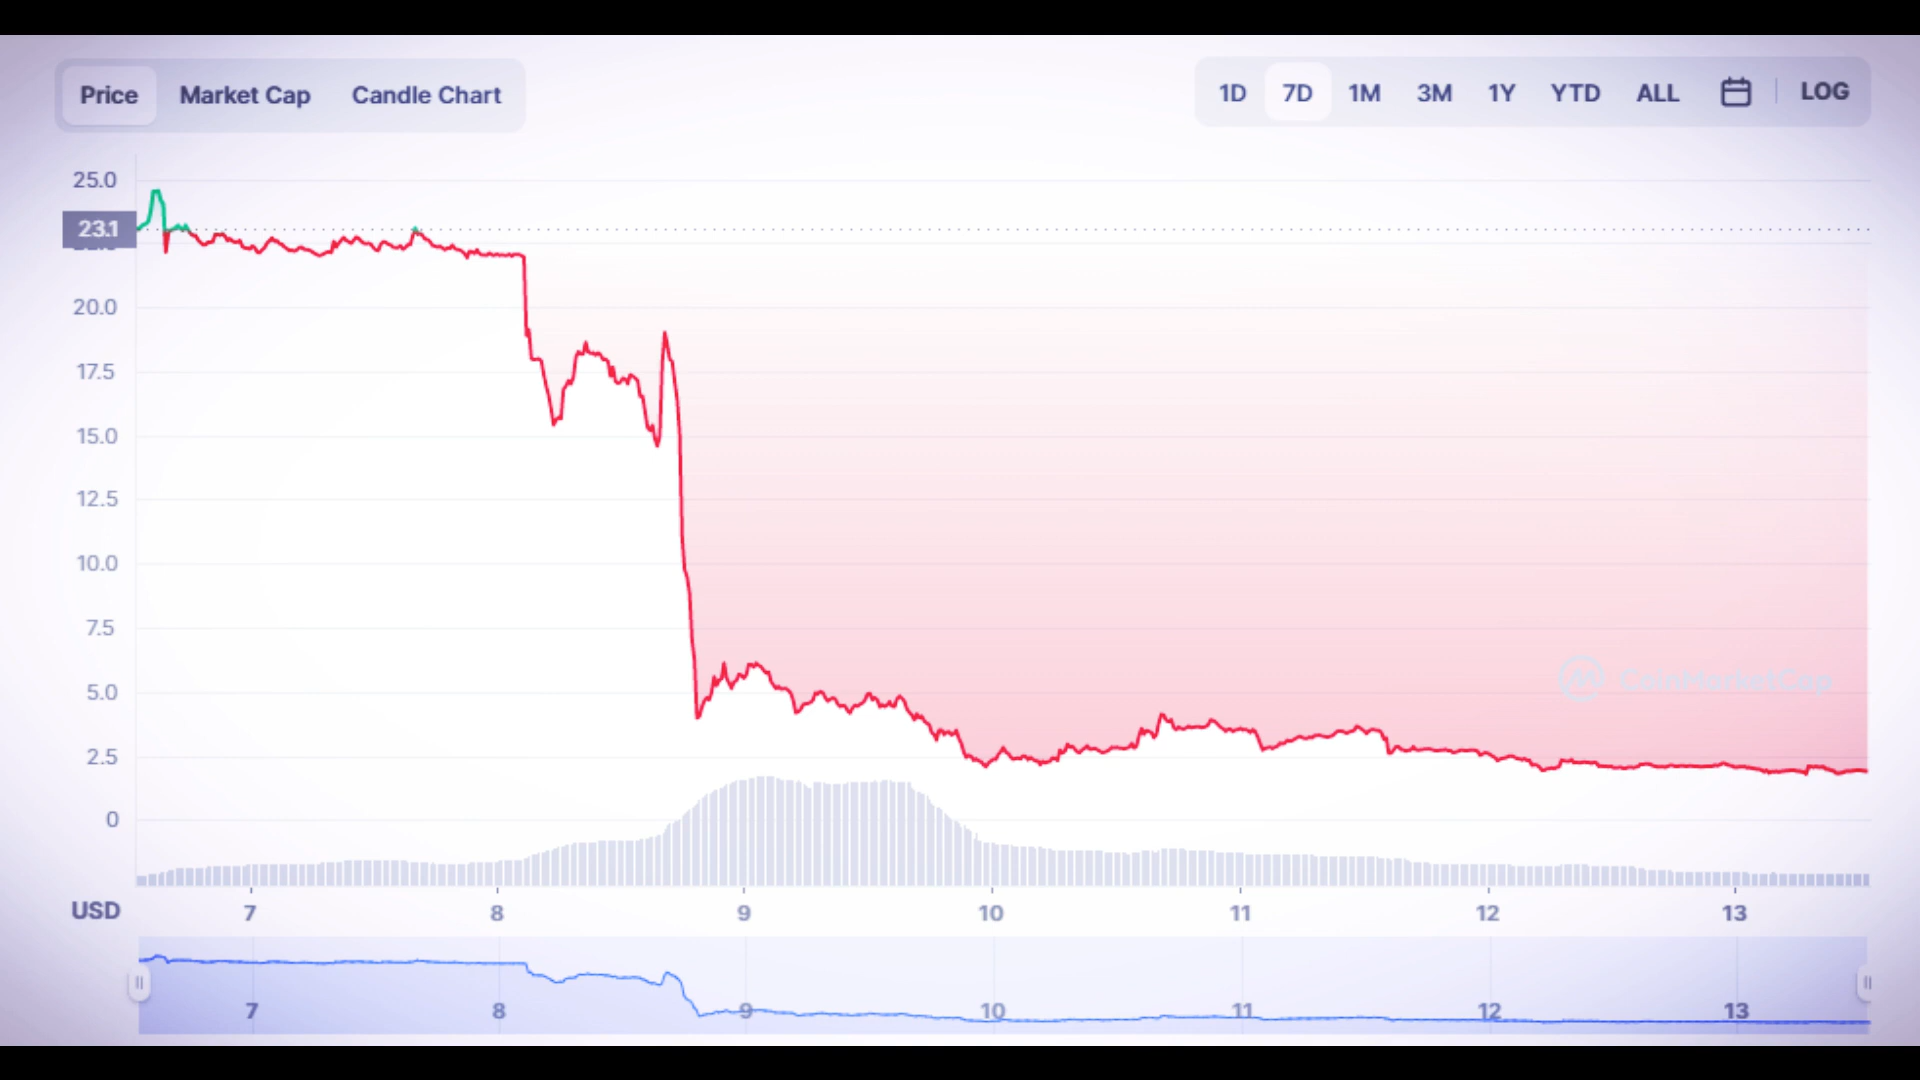 Price Market Cap Candle Chart 1D 7D 1M 3M 1Y YTD ALL LOG
25.0
23.1
20.0
17.5
15.0
12.5
10.0
7.5
CoinMarketCap
5.0
2.5
0
USD 7 8 9 10 11 12 13
7 8 9 10 11 12 13